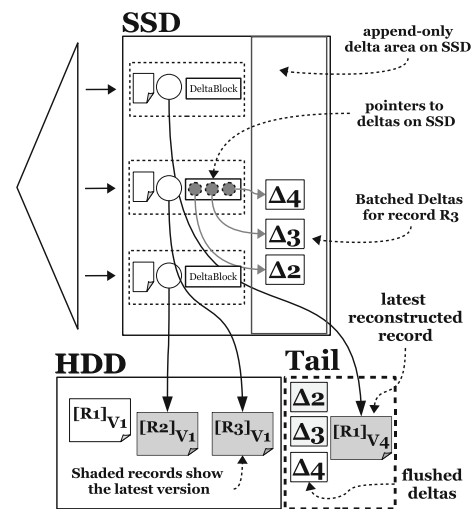 SSD
append-only
delta area on SSD
DeltaBlock
pointers to
deltas on SSD
Δ4
Batched Deltas
for record R3
Δ3
Δ2
DeltaBlock
latest
reconstructed
record
HDD
Tail
Δ2
[R1]V1
[R2]V1
[R3]V1
Δ3
[R1]V4
Δ4
Shaded records show
the latest version
flushed
deltas